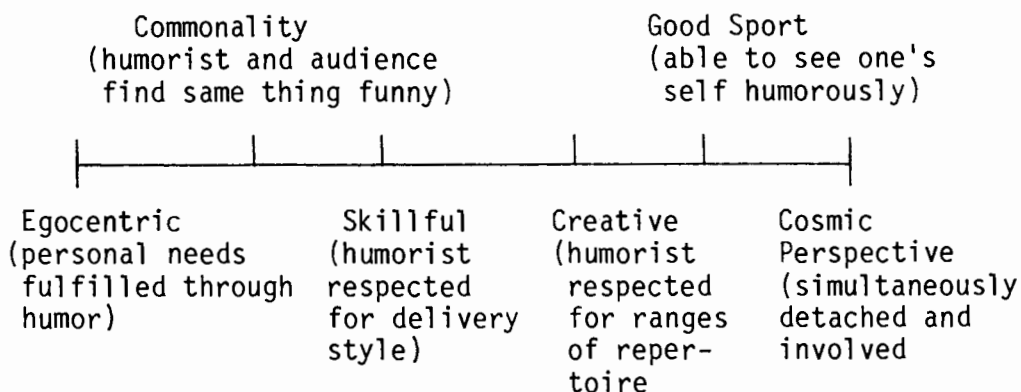 Commonality
(humorist and audience
find same thing funny)
Good Sport
(able to see one's
self humorously)
Egocentric
(personal needs
fulfilled through
humor)
Skillful
(humorist
respected
for delivery
style)
Creative
(humorist
respected
for ranges
of reper-
toire
Cosmic
Perspective
(simultaneously
detached and
involved